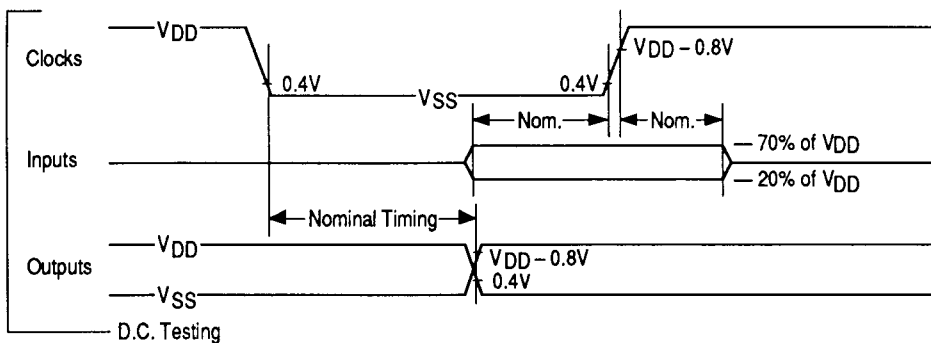 VDD
Clocks
VDD – 0.8V
0.4V
0.4V
VSS
Nom.
Nom.
Inputs
70% of VDD
20% of VDD
Nominal Timing
VDD
Outputs
VDD – 0.8V
0.4V
VSS
D.C. Testing